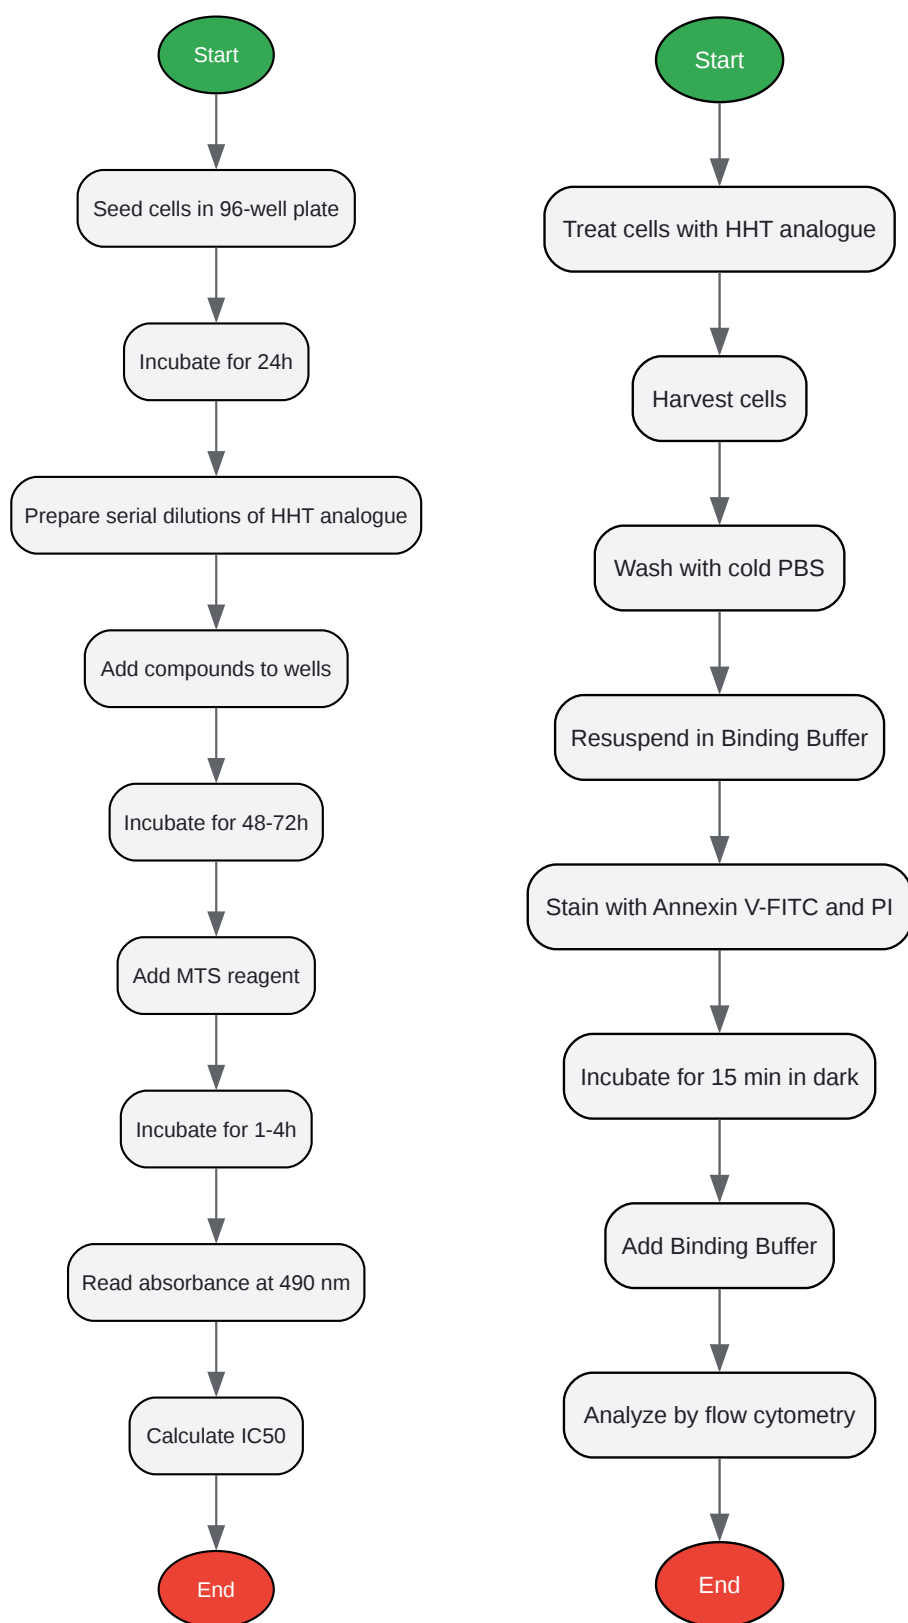 Start
Seed cells in 96-well plate
Incubate for 24h
Prepare serial dilutions of HHT analogue
Add compounds to wells
Incubate for 48-72h
Add MTS reagent
Incubate for 1-4h
Read absorbance at 490 nm
Calculate IC50
End
Start
Treat cells with HHT analogue
Harvest cells
Wash with cold PBS
Resuspend in Binding Buffer
Stain with Annexin V-FITC and PI
Incubate for 15 min in dark
Add Binding Buffer
Analyze by flow cytometry
End